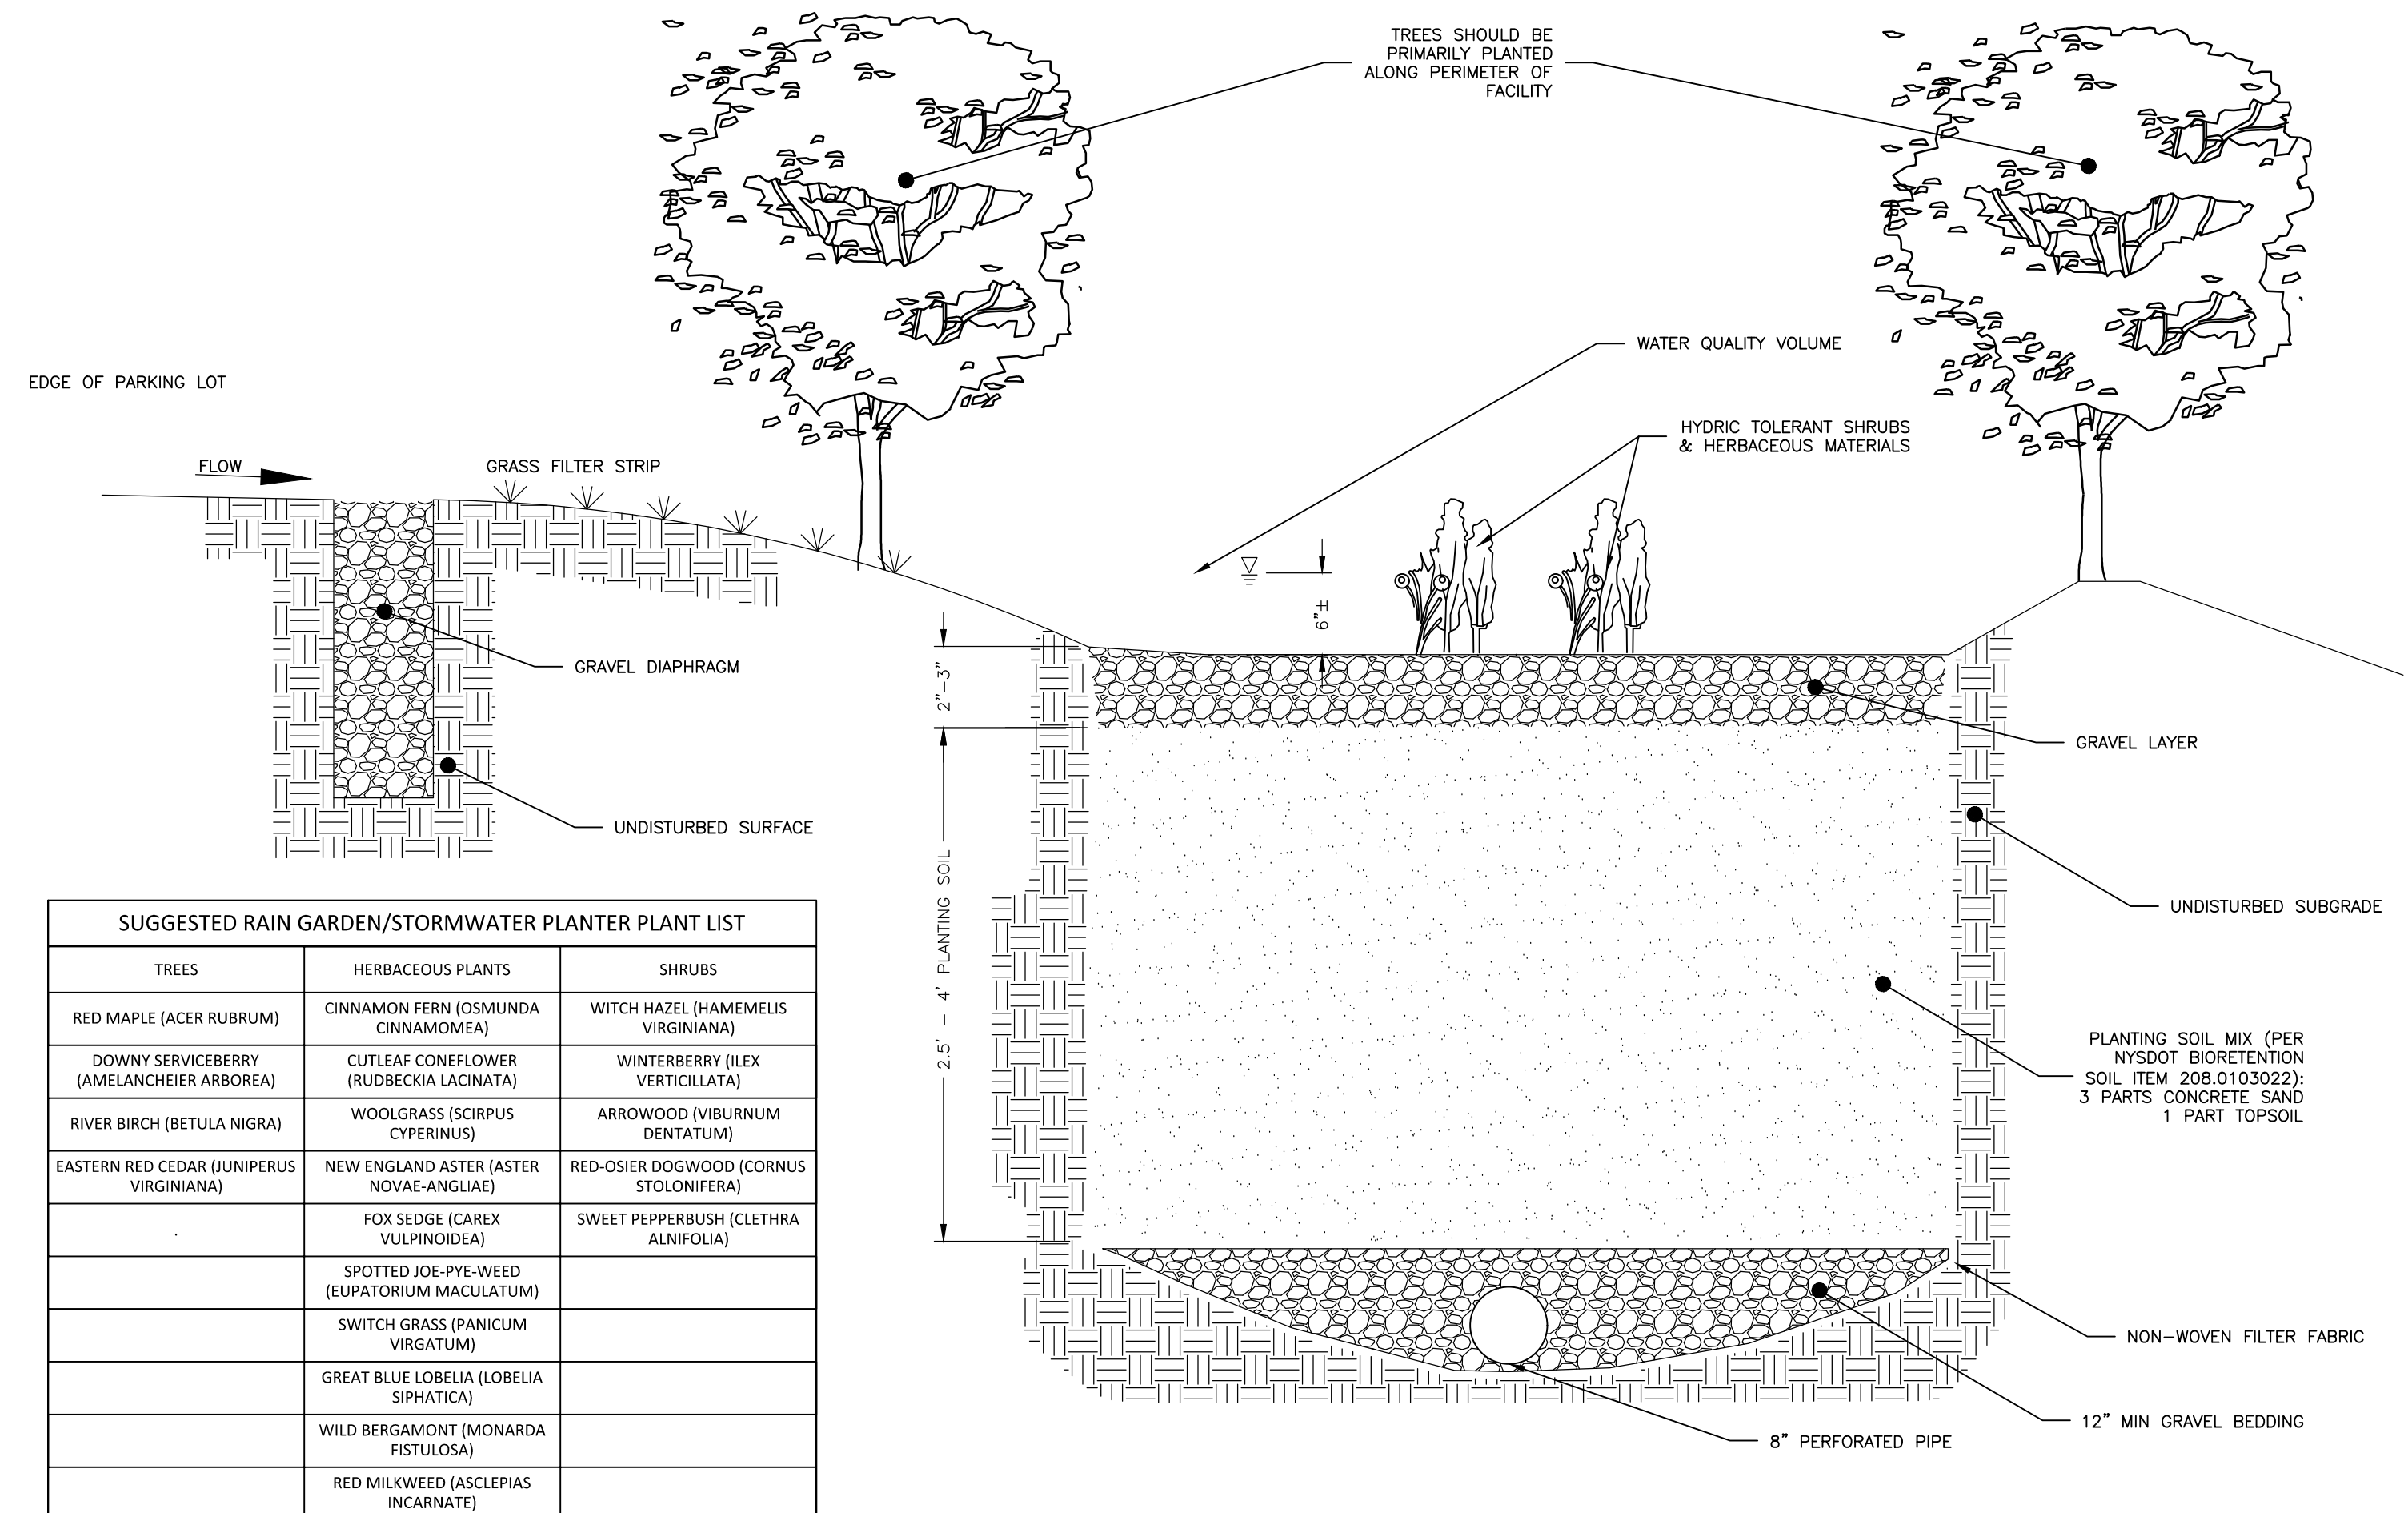 TREES SHOULD BE
PRIMARILY PLANTED
ALONG PERIMETER OF
FACILITY
WATER QUALITY VOLUME
EDGE OF PARKING LOT
HYDRIC TOLERANT SHRUBS
& HERBACEOUS MATERIALS
FLOW
GRASS FILTER STRIP
6"±
GRAVEL DIAPHRAGM
2"-3"
GRAVEL LAYER
UNDISTURBED SURFACE
2.5' - 4' PLANTING SOIL
UNDISTURBED SUBGRADE
PLANTING SOIL MIX (PER
NYSDOT BIORETENTION
SOIL ITEM 208.0103022):
3 PARTS CONCRETE SAND
1 PART TOPSOIL
NON-WOVEN FILTER FABRIC
12" MIN GRAVEL BEDDING
8" PERFORATED PIPE
SUGGESTED RAIN GARDEN/STORMWATER PLANTER PLANT LIST
TREES
HERBACEOUS PLANTS
SHRUBS
RED MAPLE (ACER RUBRUM)
CINNAMON FERN (OSMUNDA
CINNAMOMEA)
WITCH HAZEL (HAMEMELIS
VIRGINIANA)
DOWNY SERVICEBERRY
(AMELANCHEIER ARBOREA)
CUTLEAF CONEFLOWER
(RUDBECKIA LACINATA)
WINTERBERRY (ILEX
VERTICILLATA)
RIVER BIRCH (BETULA NIGRA)
WOOLGRASS (SCIRPUS
CYPERINUS)
ARROWOOD (VIBURNUM
DENTATUM)
EASTERN RED CEDAR (JUNIPERUS
VIRGINIANA)
NEW ENGLAND ASTER (ASTER
NOVAE-ANGLIAE)
RED-OSIER DOGWOOD (CORNUS
STOLONIFERA)
.
FOX SEDGE (CAREX
VULPINOIDEA)
SWEET PEPPERBUSH (CLETHRA
ALNIFOLIA)
SPOTTED JOE-PYE-WEED
(EUPATORIUM MACULATUM)
SWITCH GRASS (PANICUM
VIRGATUM)
GREAT BLUE LOBELIA (LOBELIA
SIPHATICA)
WILD BERGAMONT (MONARDA
FISTULOSA)
RED MILKWEED (ASCLEPIAS
INCARNATE)